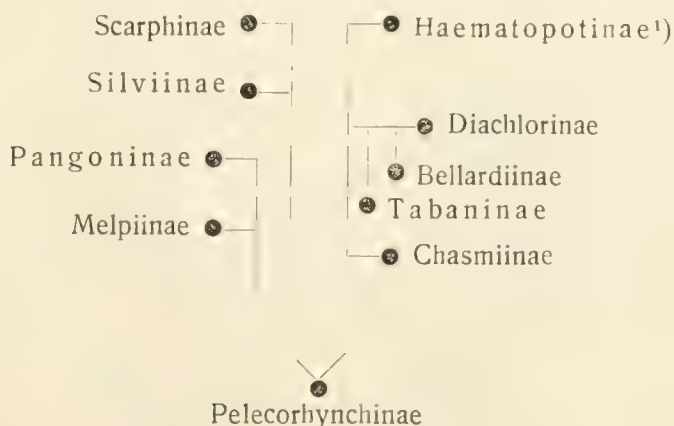 Scarphinae
Haematopotinae¹)
Silviinae
Diachlorinae
Pangoninae
Bellardiinae
Tabaninae
Melpiinae
Chasmiinae
Pelecorhynchinae